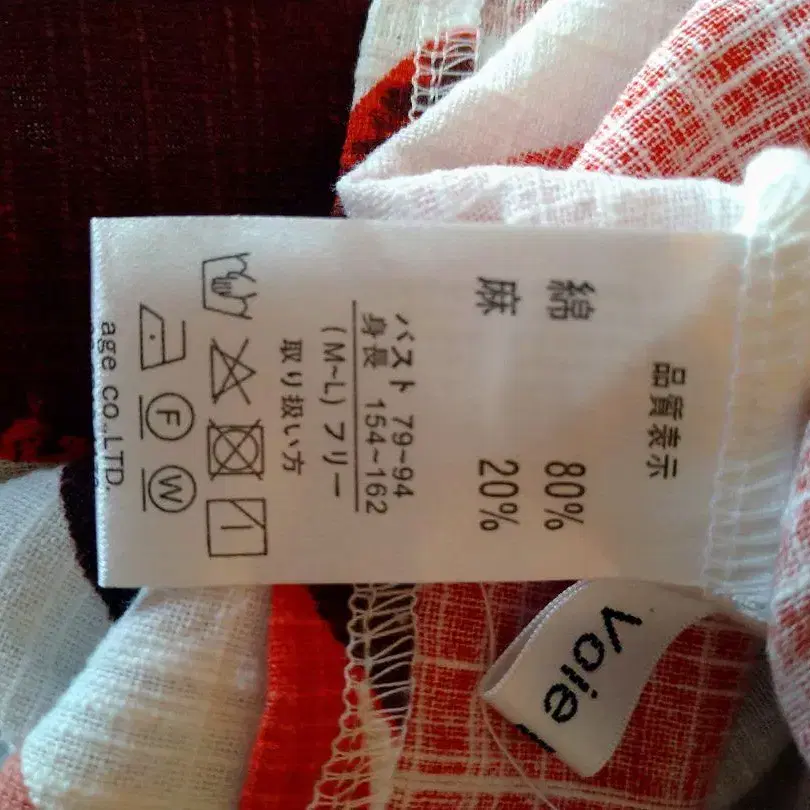 品質表示
綿 80%
麻 20%
バスト 79~94
身長 154~162
(M~L) フリー
取り扱い方
F W
age co.,LTD.
Voie